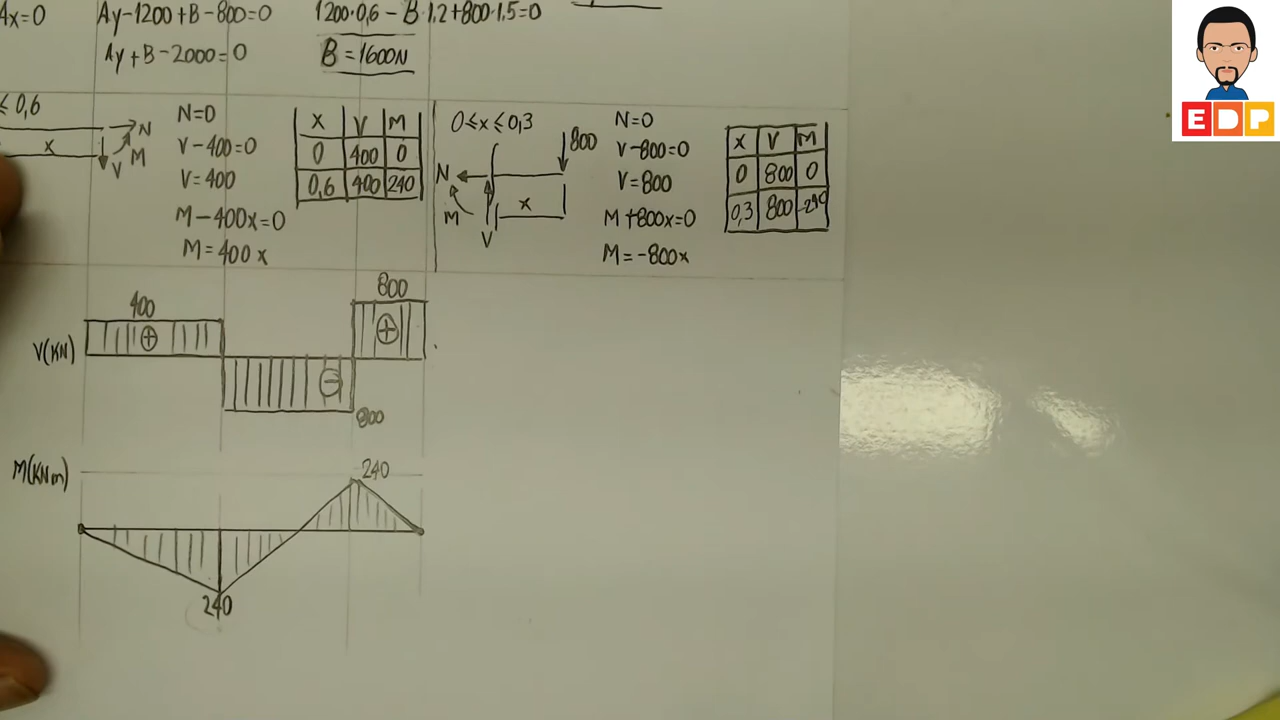 Ax=0
Ay-1200+B-800=0
1200·0,6 - B·1.2+800·1.5=0
Ay+B-2000=0
B=1600N
≤ 0,6
N
x
V
M
N=0
V-400=0
V=400
M-400x=0
M=400x
X V M
0 400 0
0,6 400 240
0≤x≤0,3
800
N
M
x
V
N=0
V-800=0
V=800
M+800x=0
M=-800x
X V M
0 800 0
0,3 800 -240
EDP
400
800
V(KN)
+
-
+
800
M(KNm)
240
240